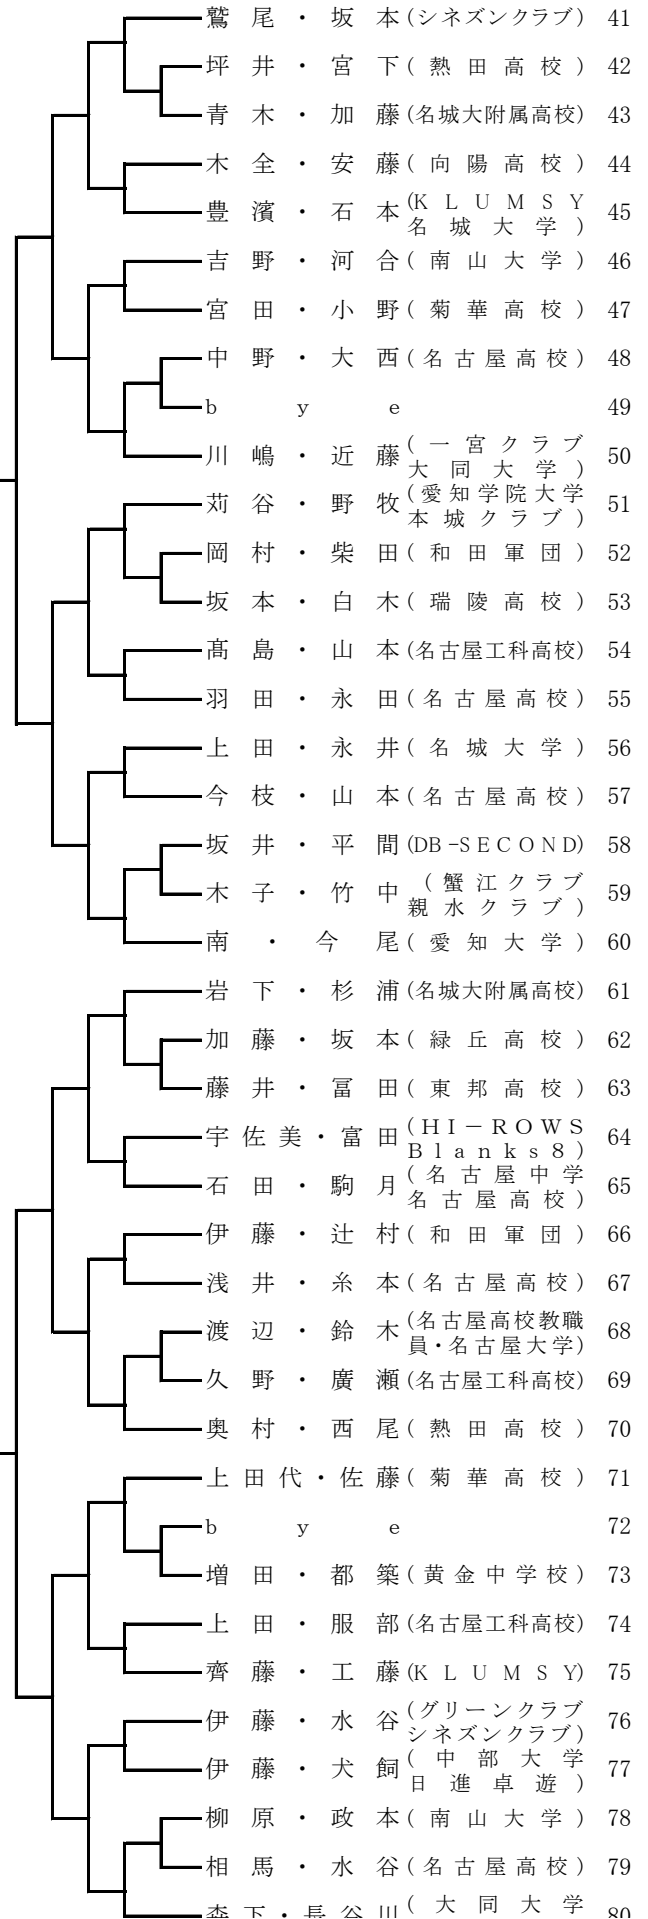 鷲尾・坂本(シネズンクラブ) 41
坪井・宮下(熱田高校) 42
青木・加藤(名城大附属高校) 43
木全・安藤(向陽高校) 44
豊濱・石本(KLUMSY 名城大学) 45
吉野・河合(南山大学) 46
宮田・小野(菊華高校) 47
中野・大西(名古屋高校) 48
bye 49
川嶋・近藤(一宮クラブ 大同大学) 50
苅谷・野牧(愛知学院大学 本城クラブ) 51
岡村・柴田(和田軍団) 52
坂本・白木(瑞陵高校) 53
髙島・山本(名古屋工科高校) 54
羽田・永田(名古屋高校) 55
上田・永井(名城大学) 56
今枝・山本(名古屋高校) 57
坂井・平間(DB-SECOND) 58
木子・竹中(蟹江クラブ 親水クラブ) 59
南・今尾(愛知大学) 60
岩下・杉浦(名城大附属高校) 61
加藤・坂本(緑丘高校) 62
藤井・冨田(東邦高校) 63
宇佐美・富田(HI-ROWS Blanks8) 64
石田・駒月(名古屋中学 名古屋高校) 65
伊藤・辻村(和田軍団) 66
浅井・糸本(名古屋高校) 67
渡辺・鈴木(名古屋高校教職員・名古屋大学) 68
久野・廣瀬(名古屋工科高校) 69
奥村・西尾(熱田高校) 70
上田代・佐藤(菊華高校) 71
bye 72
増田・都築(黄金中学校) 73
上田・服部(名古屋工科高校) 74
齊藤・工藤(KLUMSY) 75
伊藤・水谷(グリーンクラブ シネズンクラブ) 76
伊藤・犬飼(中部大学 日進卓遊) 77
柳原・政本(南山大学) 78
相馬・水谷(名古屋高校) 79
森下・長谷川(大同大学 80